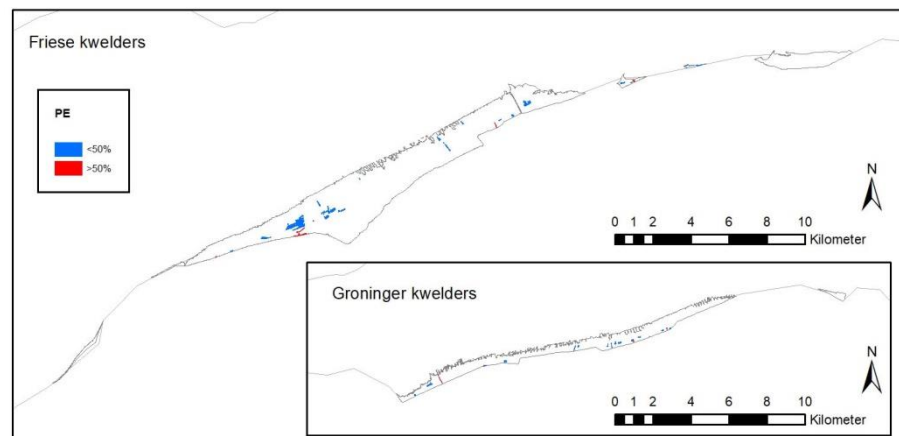 Friese kwelders
PE
<50%
>50%
N
0 1 2 4 6 8 10
Kilometer
Groninger kwelders
N
0 1 2 4 6 8 10
Kilometer